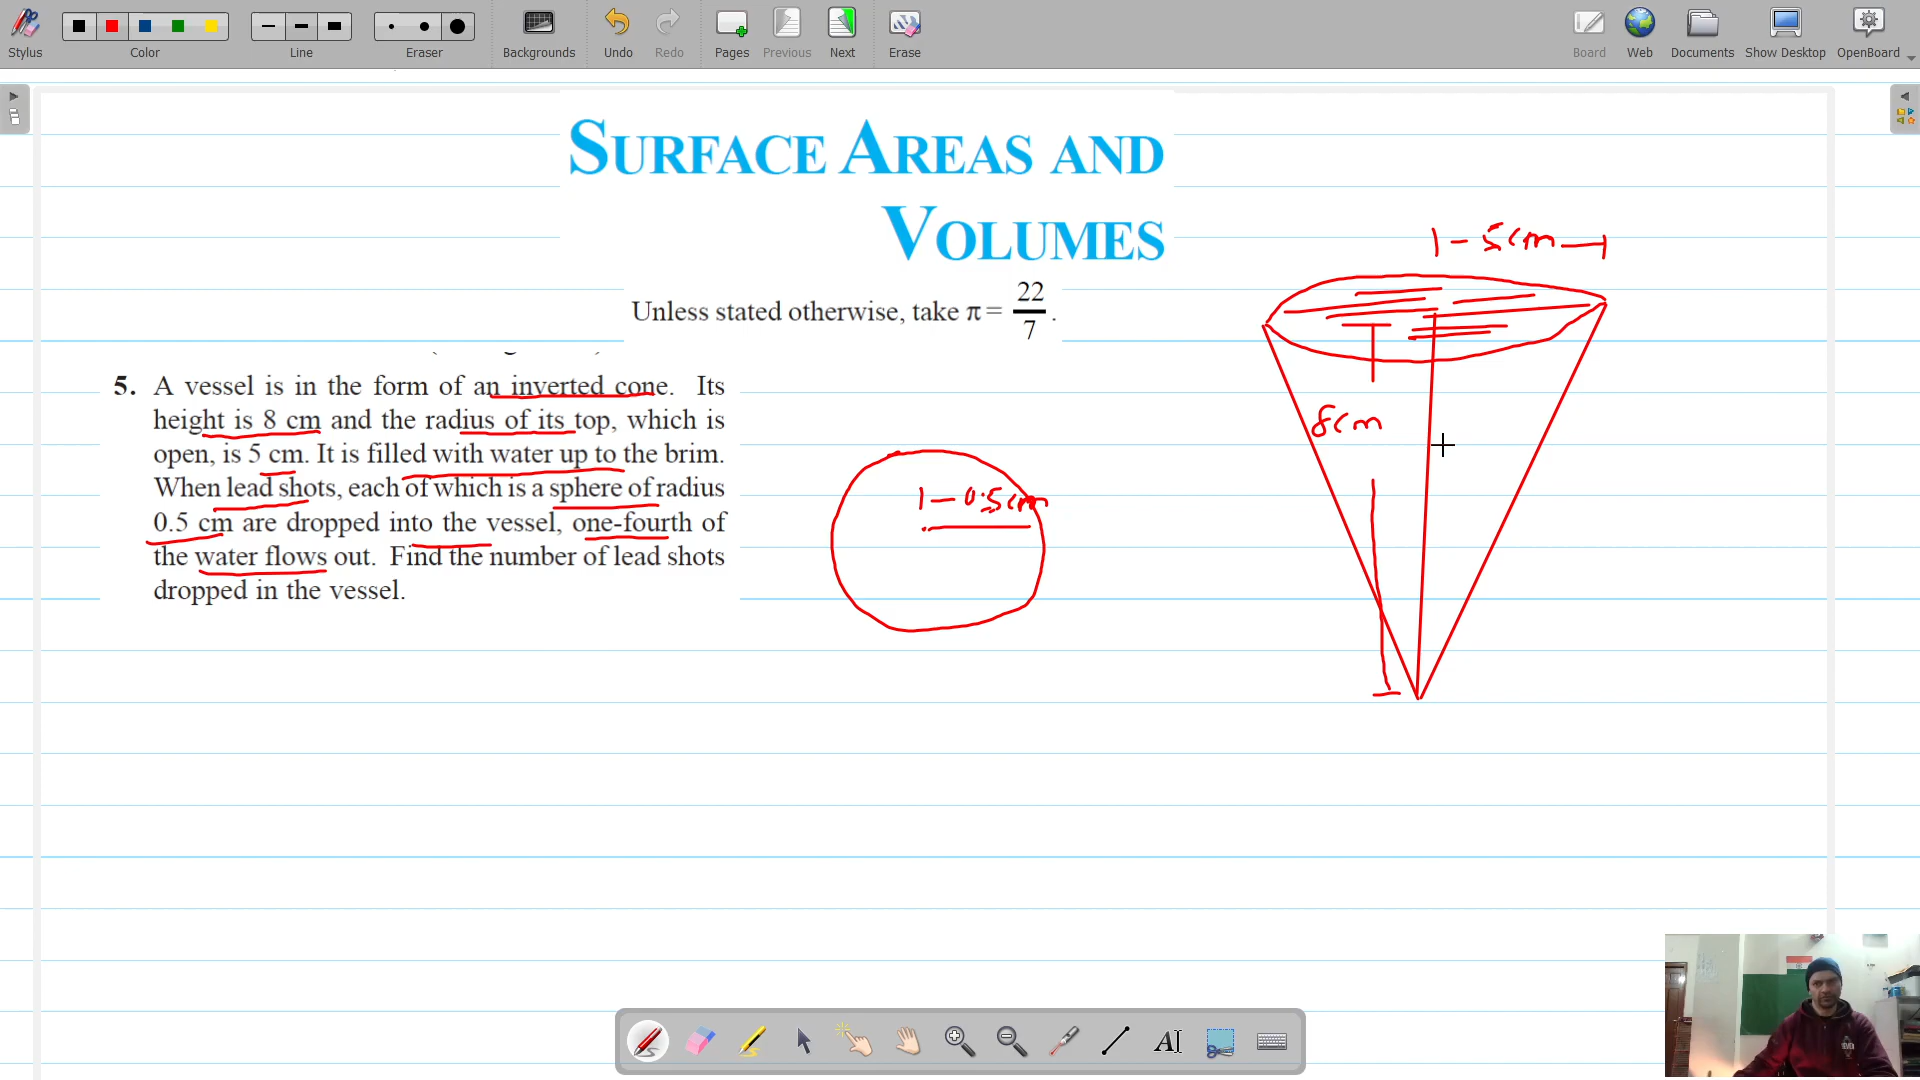 Stylus
Color
Line
Eraser
Backgrounds
Undo
Redo
Pages
Previous
Next
Erase
Board
Web
Documents
Show Desktop
OpenBoard
SURFACE AREAS AND
VOLUMES
Unless stated otherwise, take π = 22/7 .
5. A vessel is in the form of an inverted cone. Its
height is 8 cm and the radius of its top, which is
open, is 5 cm. It is filled with water up to the brim.
When lead shots, each of which is a sphere of radius
0.5 cm are dropped into the vessel, one-fourth of
the water flows out. Find the number of lead shots
dropped in the vessel.
0.5cm
5cm
8cm